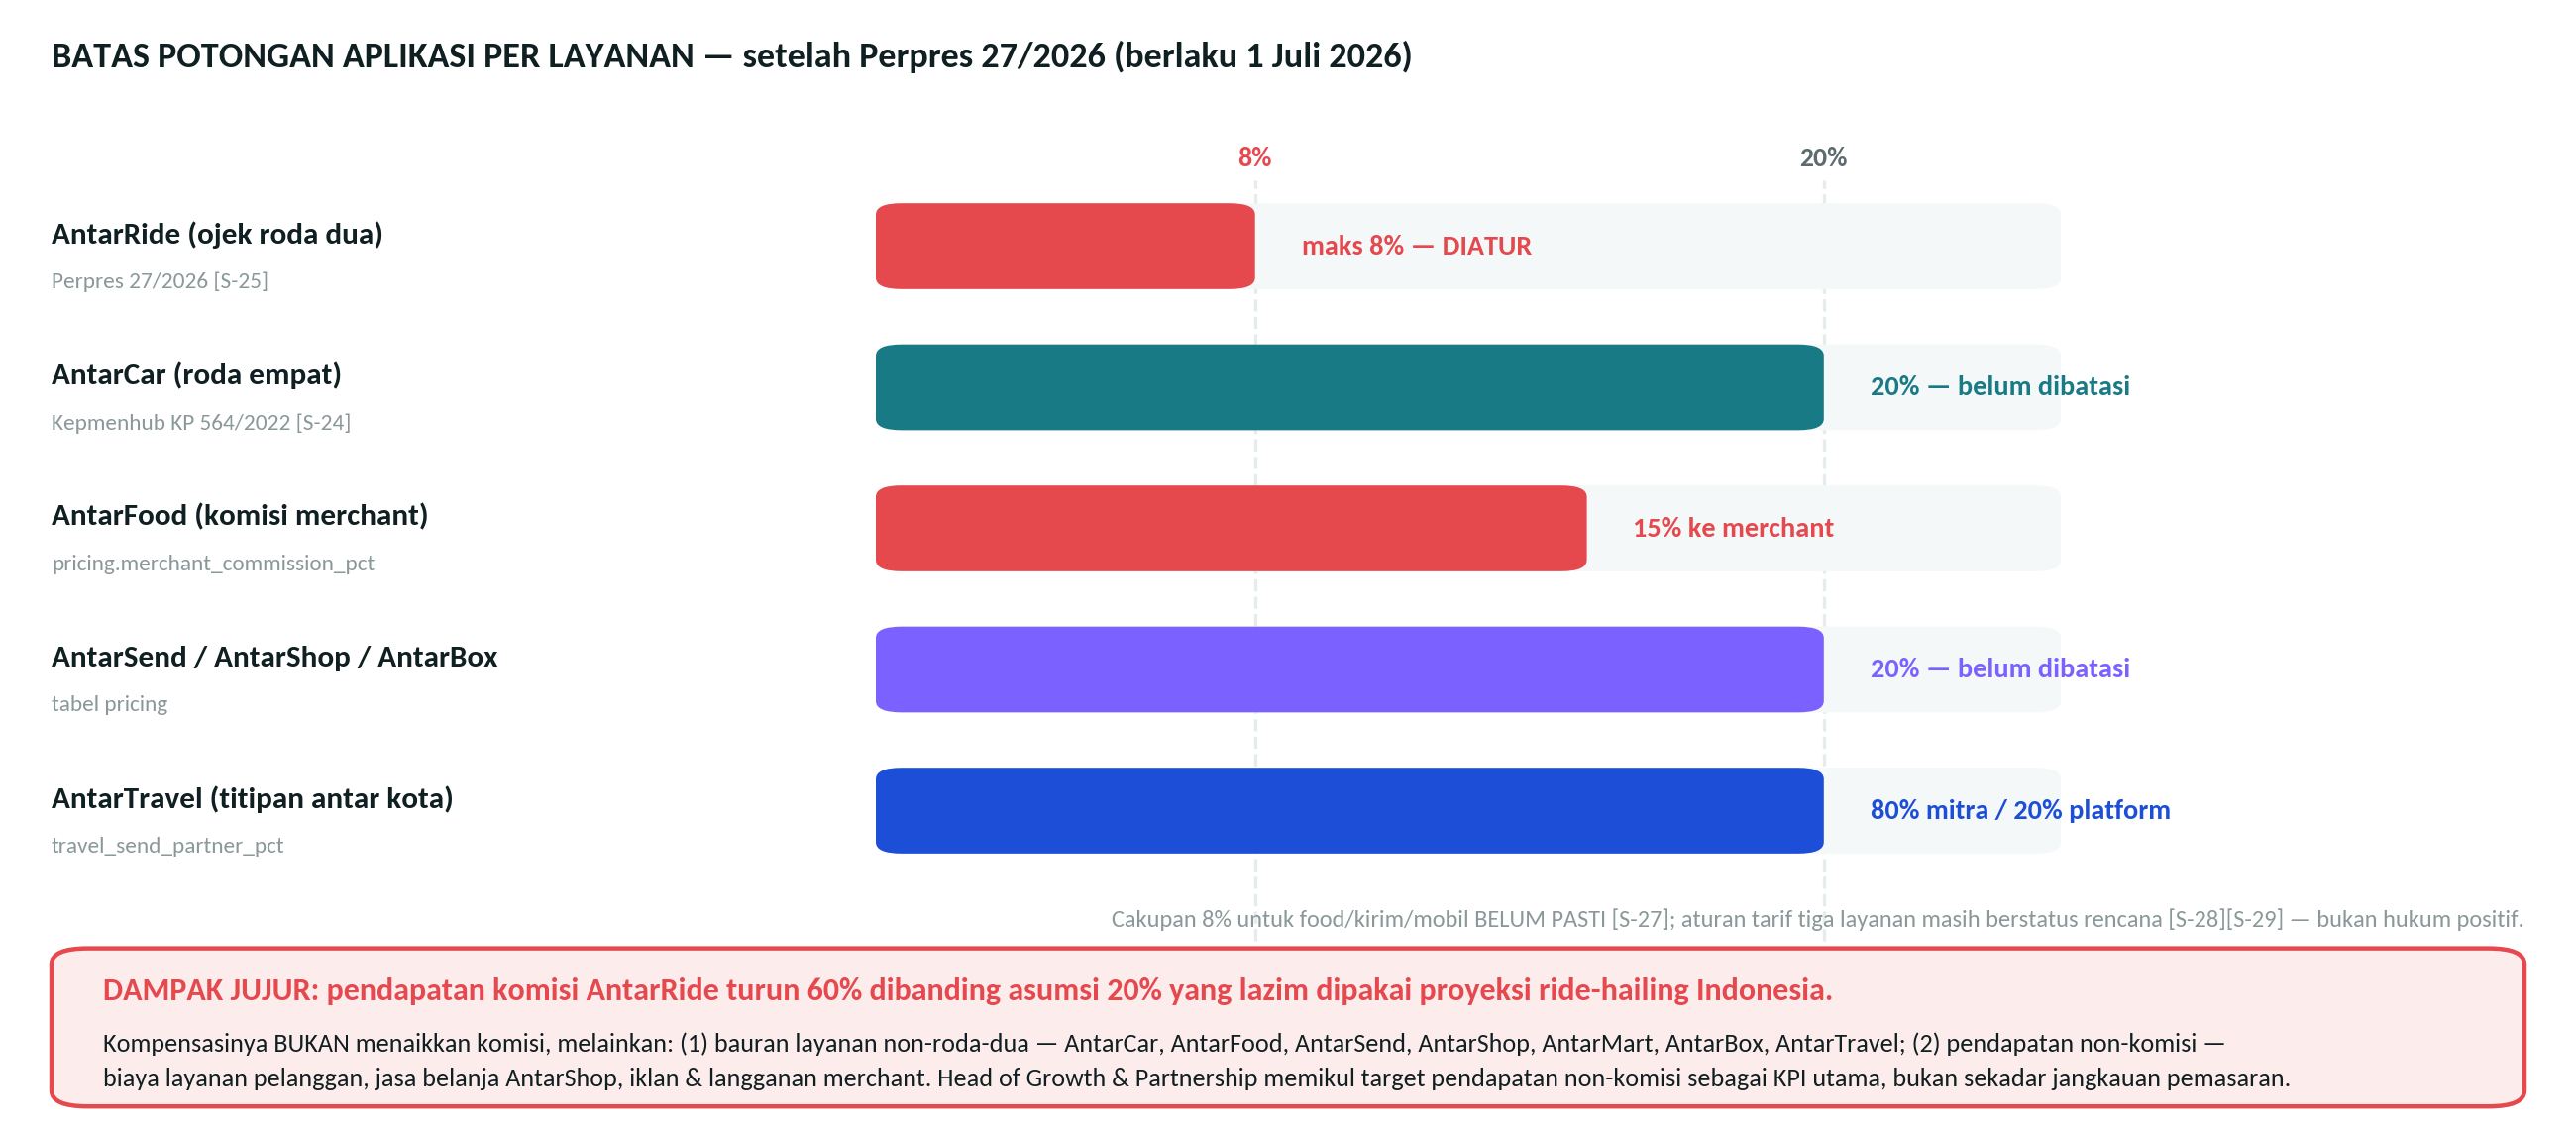 BATAS POTONGAN APLIKASI PER LAYANAN — setelah Perpres 27/2026 (berlaku 1 Juli 2026)
8%
20%
AntarRide (ojek roda dua)
Perpres 27/2026 [S-25]
maks 8% — DIATUR
AntarCar (roda empat)
Kepmenhub KP 564/2022 [S-24]
20% — belum dibatasi
AntarFood (komisi merchant)
pricing.merchant_commission_pct
15% ke merchant
AntarSend / AntarShop / AntarBox
tabel pricing
20% — belum dibatasi
AntarTravel (titipan antar kota)
travel_send_partner_pct
80% mitra / 20% platform
Cakupan 8% untuk food/kirim/mobil BELUM PASTI [S-27]; aturan tarif tiga layanan masih berstatus rencana [S-28][S-29] — bukan hukum positif.
DAMPAK JUJUR: pendapatan komisi AntarRide turun 60% dibanding asumsi 20% yang lazim dipakai proyeksi ride-hailing Indonesia.
Kompensasinya BUKAN menaikkan komisi, melainkan: (1) bauran layanan non-roda-dua — AntarCar, AntarFood, AntarSend, AntarShop, AntarMart, AntarBox, AntarTravel; (2) pendapatan non-komisi —
biaya layanan pelanggan, jasa belanja AntarShop, iklan & langganan merchant. Head of Growth & Partnership memikul target pendapatan non-komisi sebagai KPI utama, bukan sekadar jangkauan pemasaran.